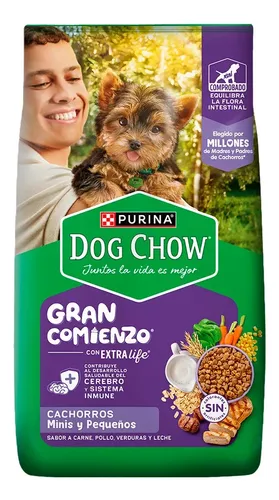 COMPROBADO
EQUILIBRA
LA FLORA
INTESTINAL
Elegido por
MILLONES
de Madres y Padres
de Cachorros*
PURINA
DOG CHOW
Juntos la vida es mejor
GRAN
COMIENZO
CON EXTRA life
CONTRIBUYE
AL DESARROLLO
SALUDABLE DEL
CEREBRO
Y SISTEMA
INMUNE
CACHORROS
Minis y Pequeños
SABOR A CARNE, POLLO, VERDURAS Y LECHE
SIN